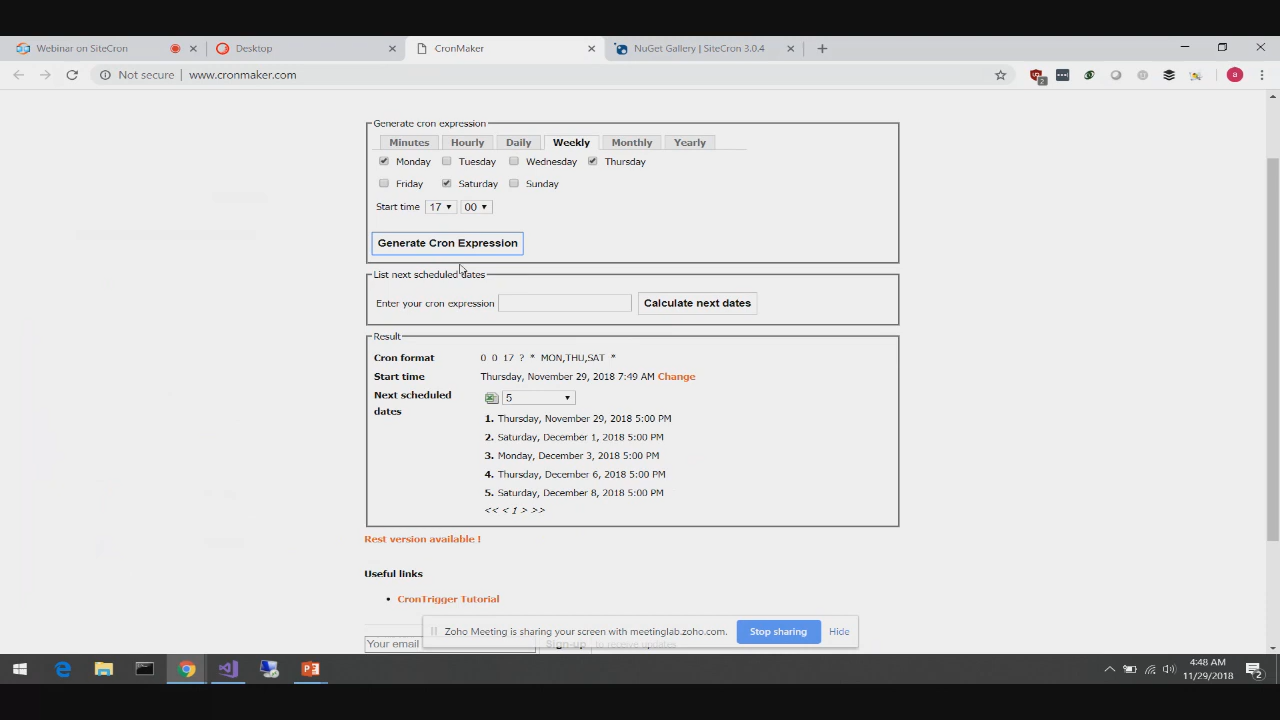 Webinar on SiteCron
Desktop
CronMaker
NuGet Gallery | SiteCron 3.0.4
Not secure | www.cronmaker.com
2
a
Generate cron expression
Minutes Hourly Daily Weekly Monthly Yearly
Monday Tuesday Wednesday Thursday
Friday Saturday Sunday
Start time 17 00
Generate Cron Expression
List next scheduled dates
Enter your cron expression Calculate next dates
Result
Cron format 0 0 17 ? * MON,THU,SAT *
Start time Thursday, November 29, 2018 7:49 AM Change
Next scheduled dates 5
1. Thursday, November 29, 2018 5:00 PM
2. Saturday, December 1, 2018 5:00 PM
3. Monday, December 3, 2018 5:00 PM
4. Thursday, December 6, 2018 5:00 PM
5. Saturday, December 8, 2018 5:00 PM
<< < 1 > >>
Rest version available !
Useful links
• CronTrigger Tutorial
Zoho Meeting is sharing your screen with meetinglab.zoho.com. Stop sharing Hide
Your email Sign-up to receive updates
4:48 AM
11/29/2018
2